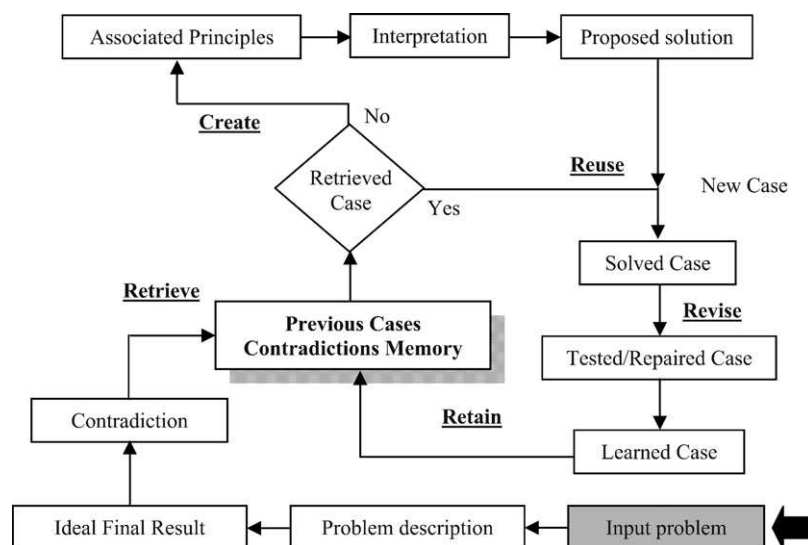 Associated Principles
Interpretation
Proposed solution
Create
No
Retrieved
Case
Yes
Reuse
New Case
Solved Case
Retrieve
Previous Cases
Contradictions Memory
Revise
Tested/Repaired Case
Contradiction
Retain
Learned Case
Ideal Final Result
Problem description
Input problem